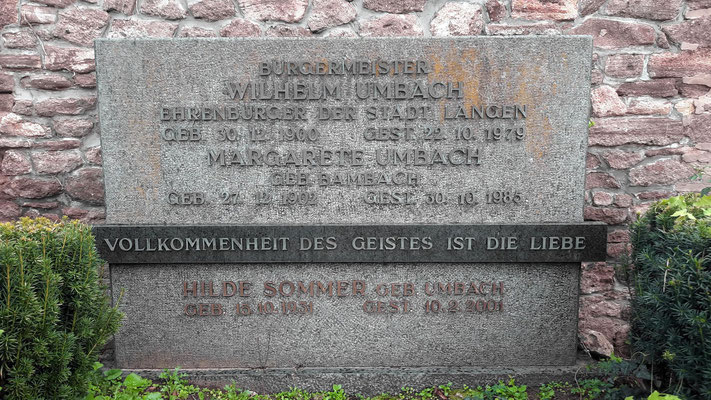 BÜRGERMEISTER
WILHELM UMBACH
EHRENBÜRGER DER STADT LANGEN
GEB. 30. 12. 1900 GEST. 22. 10. 1979
MARGARETE UMBACH
GEB. BAMBACH
GEB. 27. 12. 1902 GEST. 30. 10. 1985
VOLLKOMMENHEIT DES GEISTES IST DIE LIEBE
HILDE SOMMER GEB. UMBACH
GEB. 15. 10. 1931 GEST. 10. 2. 2001